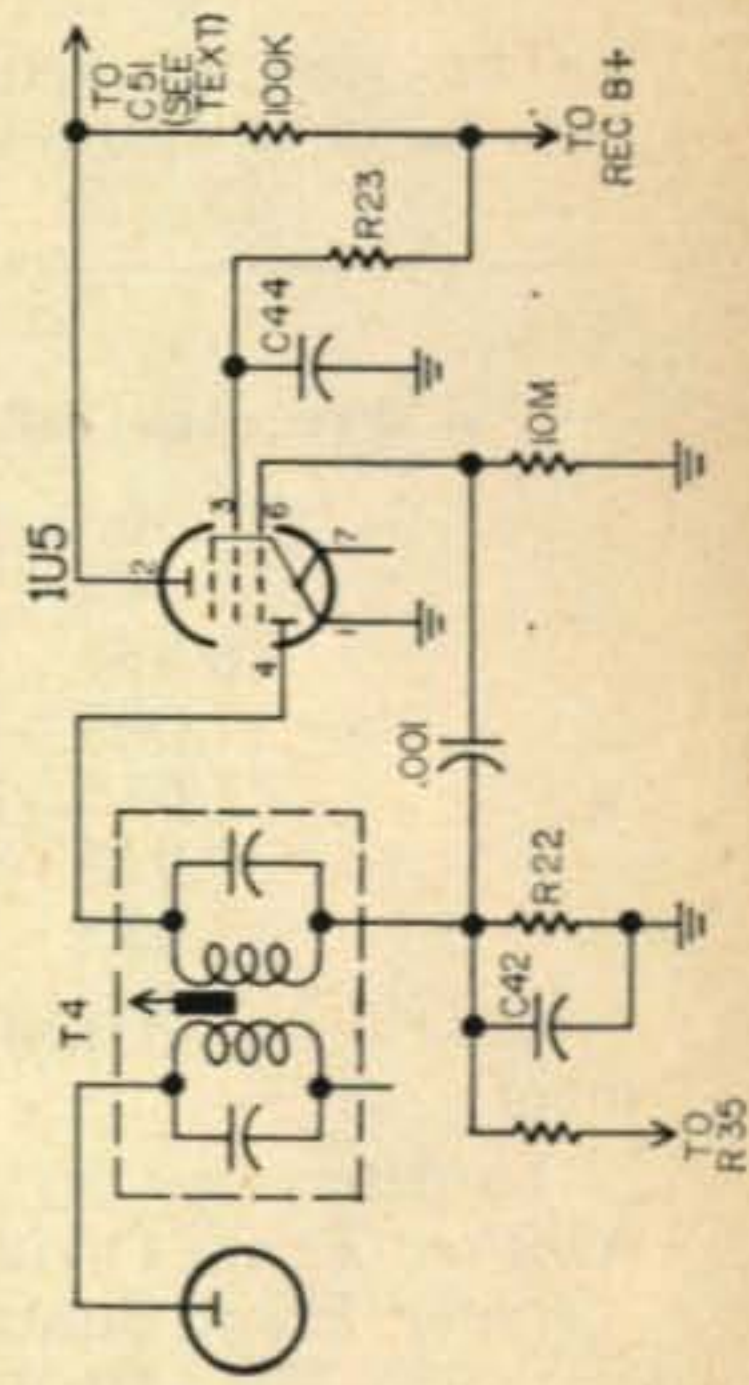 T4
1U5
TO
C51
(SEE
TEXT)
100K
R23
C44
2
3
6
4
7
1
TO
REC B+
10M
.001
R22
C42
TO
R35